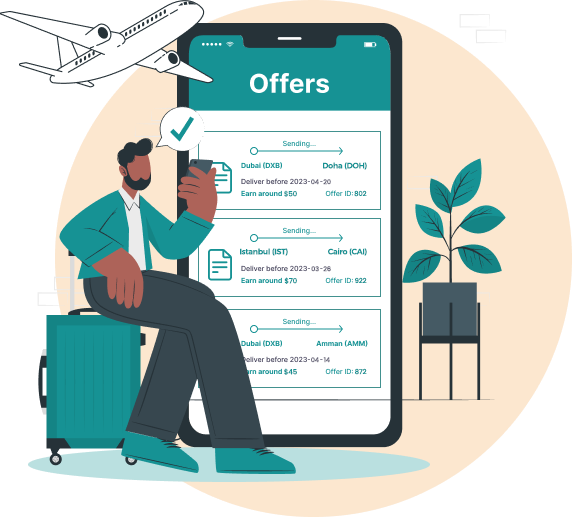 Offers
Sending...
Dubai (DXB) Doha (DOH)
Deliver before 2023-04-20
Earn around $50 Offer ID:802
Sending...
Istanbul (IST) Cairo (CAI)
Deliver before 2023-03-26
Earn around $70 Offer ID: 922
Sending...
Dubai (DXB) Amman (AMM)
Deliver before 2023-04-14
Earn around $45 Offer ID:872